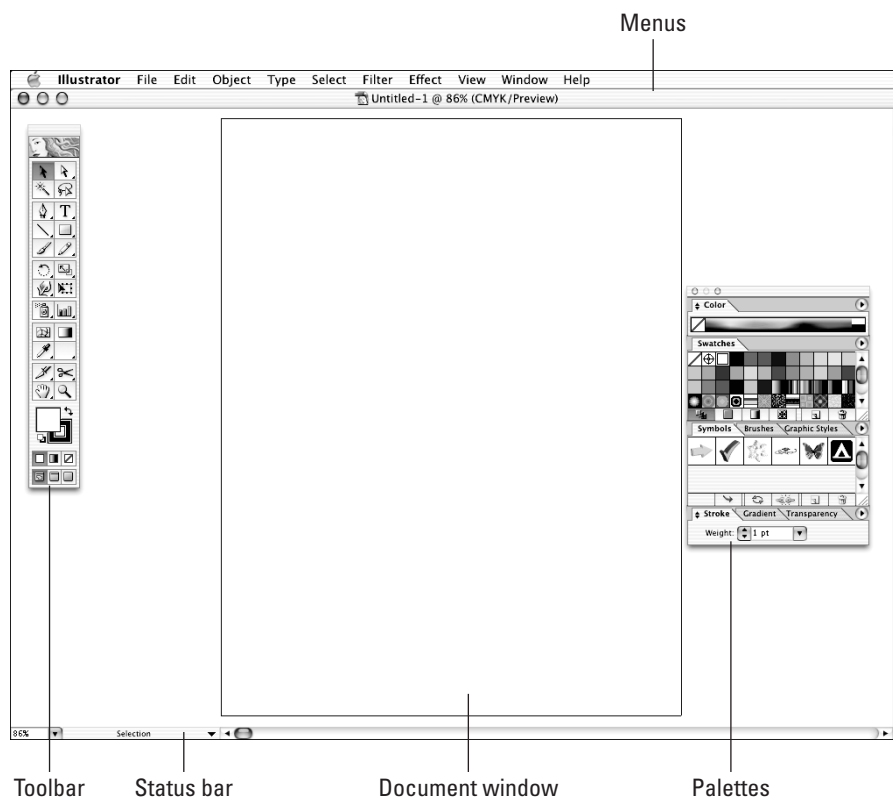 Menus
Illustrator File Edit Object Type Select Filter Effect View Window Help
Untitled-1 @ 86% (CMYK/Preview)
T
Color
Swatches
Symbols Brushes Graphic Styles
Stroke Gradient Transparency
Weight: 1 pt
86% Selection
Toolbar Status bar Document window Palettes